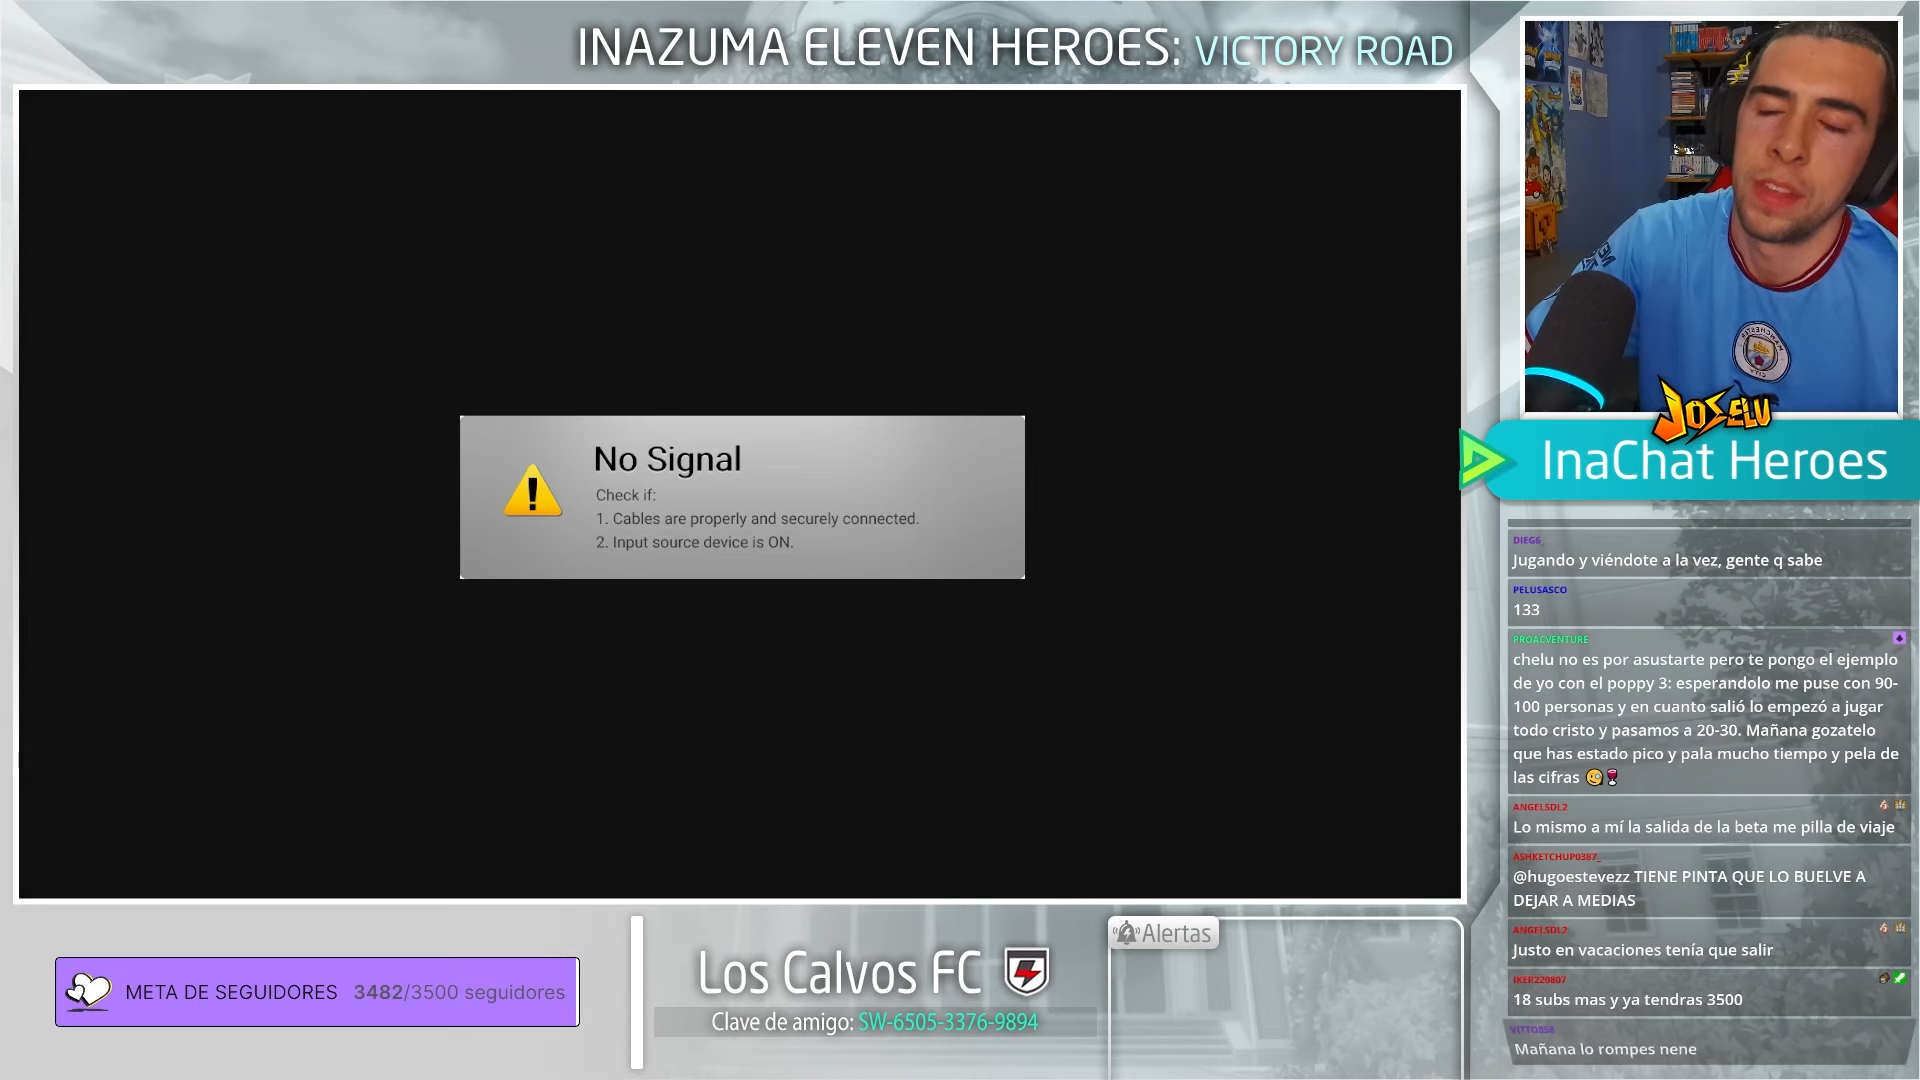 INAZUMA ELEVEN HEROES: VICTORY ROAD
No Signal
Check if:
1. Cables are properly and securely connected.
2. Input source device is ON.
JOSELU
InaChat Heroes
DIEG6_
Jugando y viéndote a la vez, gente q sabe
PELUSASCO
133
PROACVENTURE
chelu no es por asustarte pero te pongo el ejemplo
de yo con el poppy 3: esperandolo me puse con 90-
100 personas y en cuanto salió lo empezó a jugar
todo cristo y pasamos a 20-30. Mañana gozatelo
que has estado pico y pala mucho tiempo y pela de
las cifras 🧐🍷
ANGELSDL2
Lo mismo a mí la salida de la beta me pilla de viaje
ASHKETCHUP0387_
@hugoestevezz TIENE PINTA QUE LO BUELVE A
DEJAR A MEDIAS
ANGELSDL2
Justo en vacaciones tenía que salir
IKER220807
18 subs mas y ya tendras 3500
VITTO8S8
Mañana lo rompes nene
META DE SEGUIDORES 3482/3500 seguidores
Los Calvos FC
Clave de amigo: SW-6505-3376-9894
Alertas